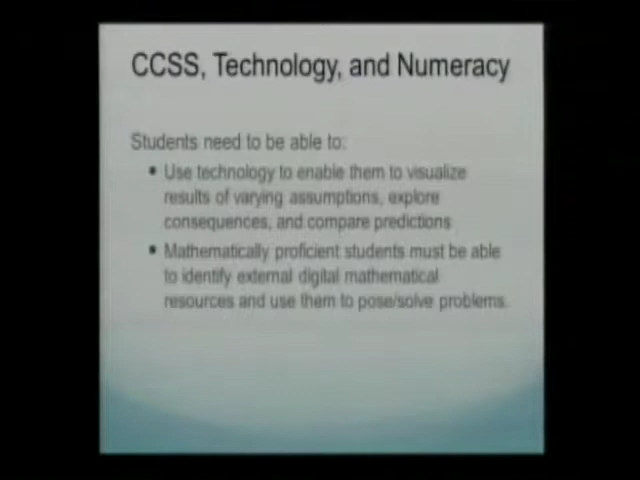 CCSS, Technology, and Numeracy
Students need to be able to:
• Use technology to enable them to visualize
results of varying assumptions, explore
consequences, and compare predictions
• Mathematically proficient students must be able
to identify external digital mathematical
resources and use them to pose/solve problems.